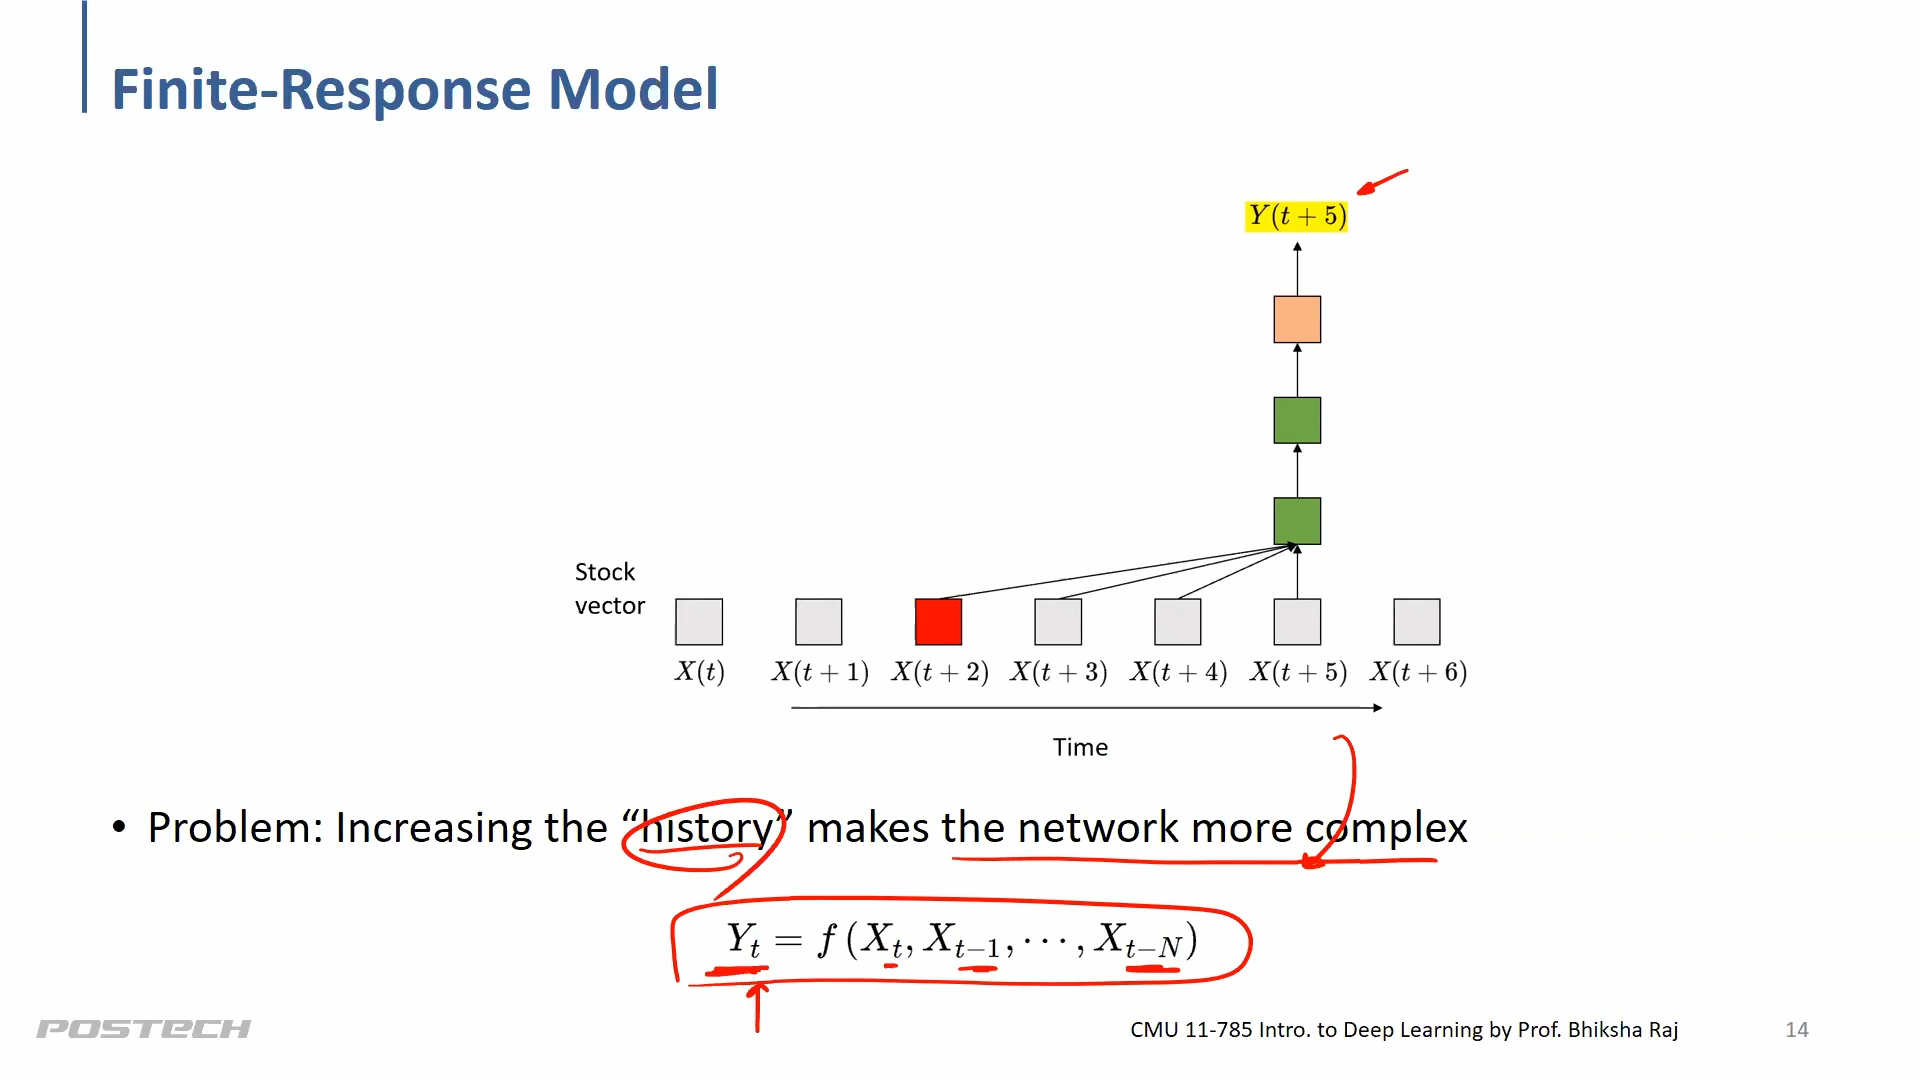 Finite-Response Model
Y(t + 5)
Stock
vector
X(t) X(t + 1) X(t + 2) X(t + 3) X(t + 4) X(t + 5) X(t + 6)
Time
• Problem: Increasing the “history” makes the network more complex
Y_t = f (X_t, X_{t−1}, ⋯ , X_{t−N})
POSTECH
CMU 11-785 Intro. to Deep Learning by Prof. Bhiksha Raj
14